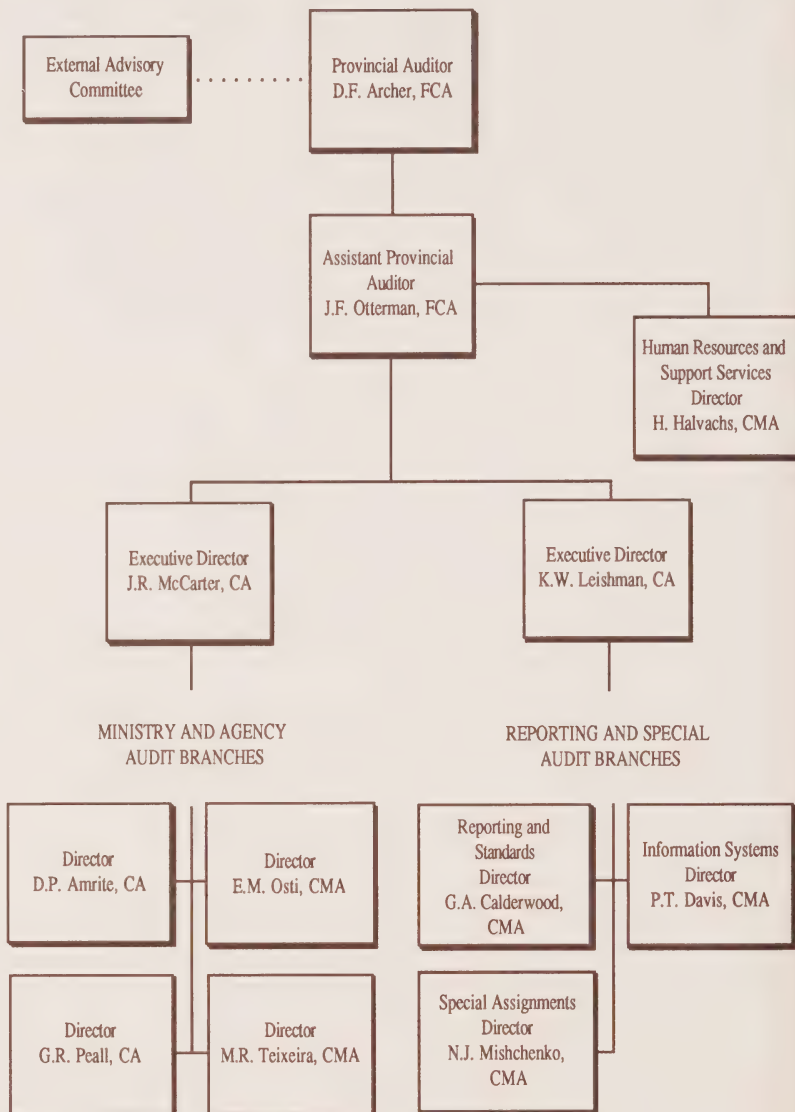 External Advisory
Committee
Provincial Auditor
D.F. Archer, FCA
Assistant Provincial
Auditor
J.F. Otterman, FCA
Human Resources and
Support Services
Director
H. Halvachs, CMA
Executive Director
J.R. McCarter, CA
Executive Director
K.W. Leishman, CA
MINISTRY AND AGENCY
AUDIT BRANCHES
REPORTING AND SPECIAL
AUDIT BRANCHES
Director
D.P. Amrite, CA
Director
E.M. Osti, CMA
Reporting and
Standards
Director
G.A. Calderwood,
CMA
Information Systems
Director
P.T. Davis, CMA
Director
G.R. Peall, CA
Director
M.R. Teixeira, CMA
Special Assignments
Director
N.J. Mishchenko,
CMA